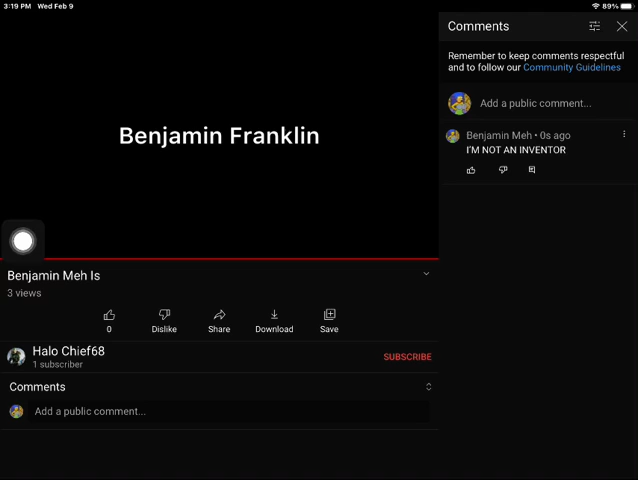 3:19 PM Wed Feb 9
89%
Benjamin Franklin
Benjamin Meh Is
3 views
0
Dislike
Share
Download
Save
Halo Chief68
1 subscriber
SUBSCRIBE
Comments
Add a public comment...
Comments
Remember to keep comments respectful
and to follow our Community Guidelines
Add a public comment...
Benjamin Meh • 0s ago
I'M NOT AN INVENTOR